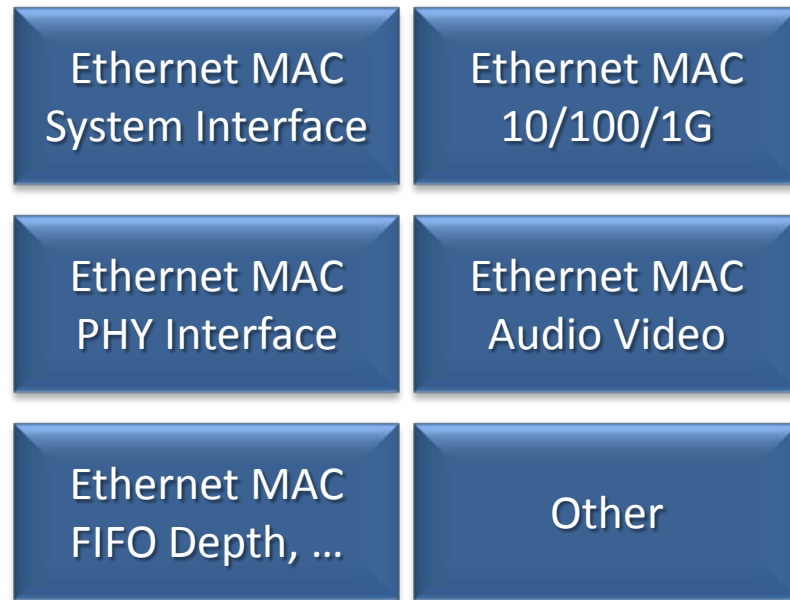 Ethernet MAC
System Interface
Ethernet MAC
10/100/1G
Ethernet MAC
PHY Interface
Ethernet MAC
Audio Video
Ethernet MAC
FIFO Depth, ...
Other